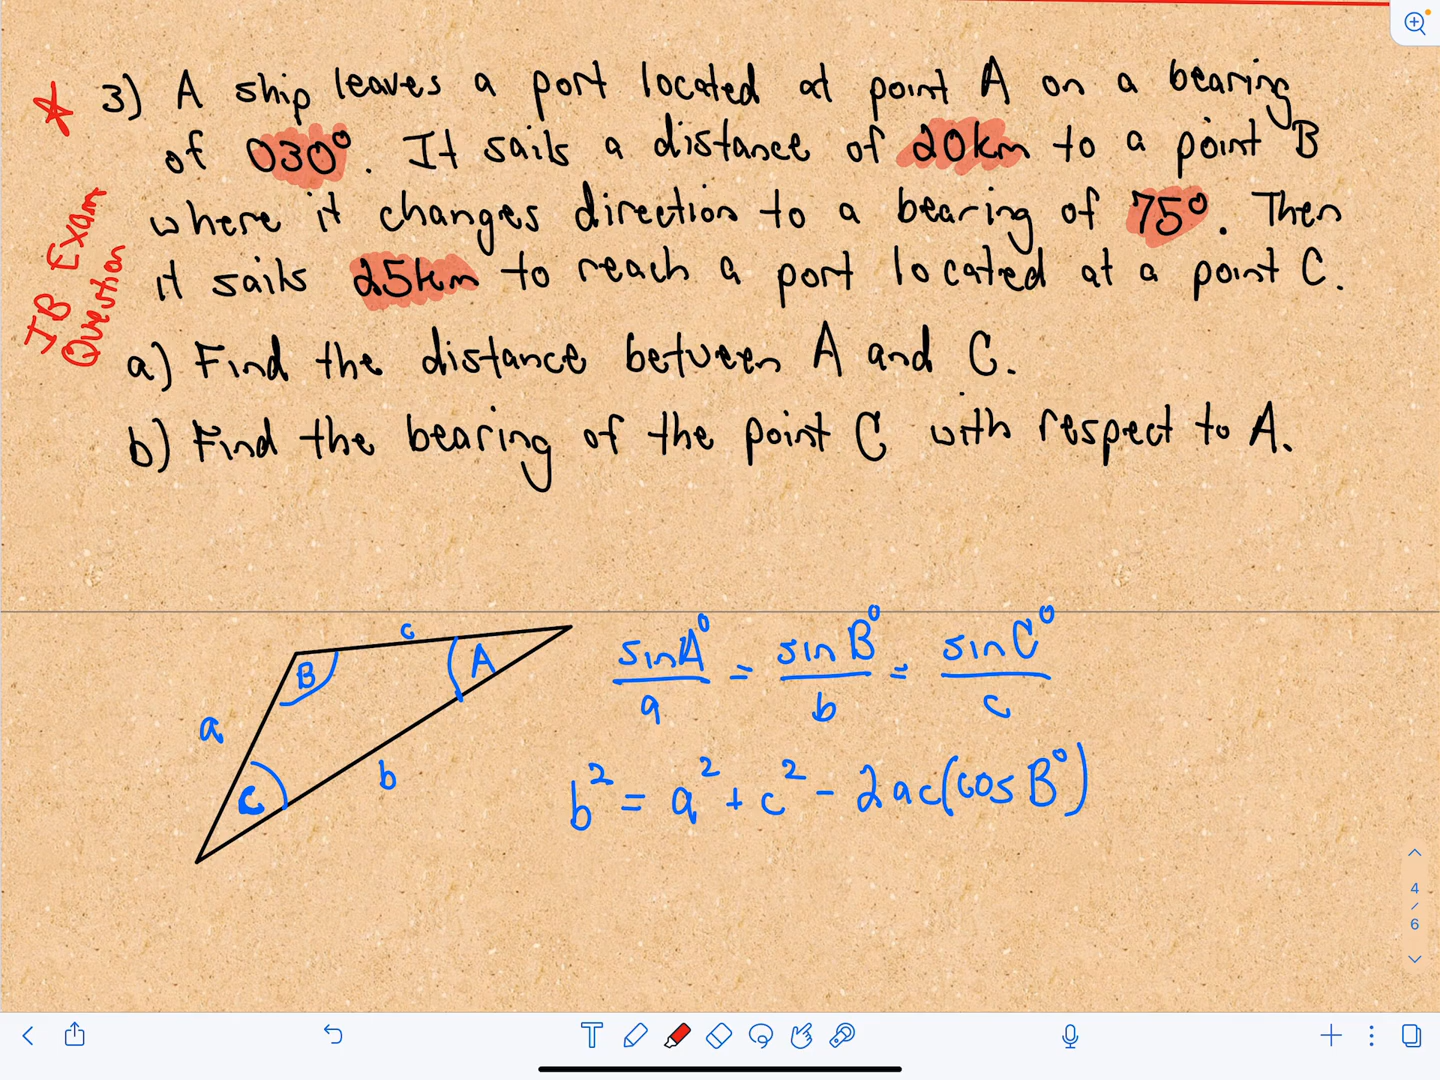 3) A ship leaves a port located at point A on a bearing
of 030°. It sails a distance of 20km to a point B
where it changes direction to a bearing of 75°. Then
it sails 25km to reach a port located at a point C.
IB Exam
Question
a) Find the distance between A and C.
b) Find the bearing of the point C with respect to A.
c
B
A
a
b
C
sinA°/a = sinB°/b = sinC°/c
b² = a² + c² - 2ac(cosB°)
4
/
6
T